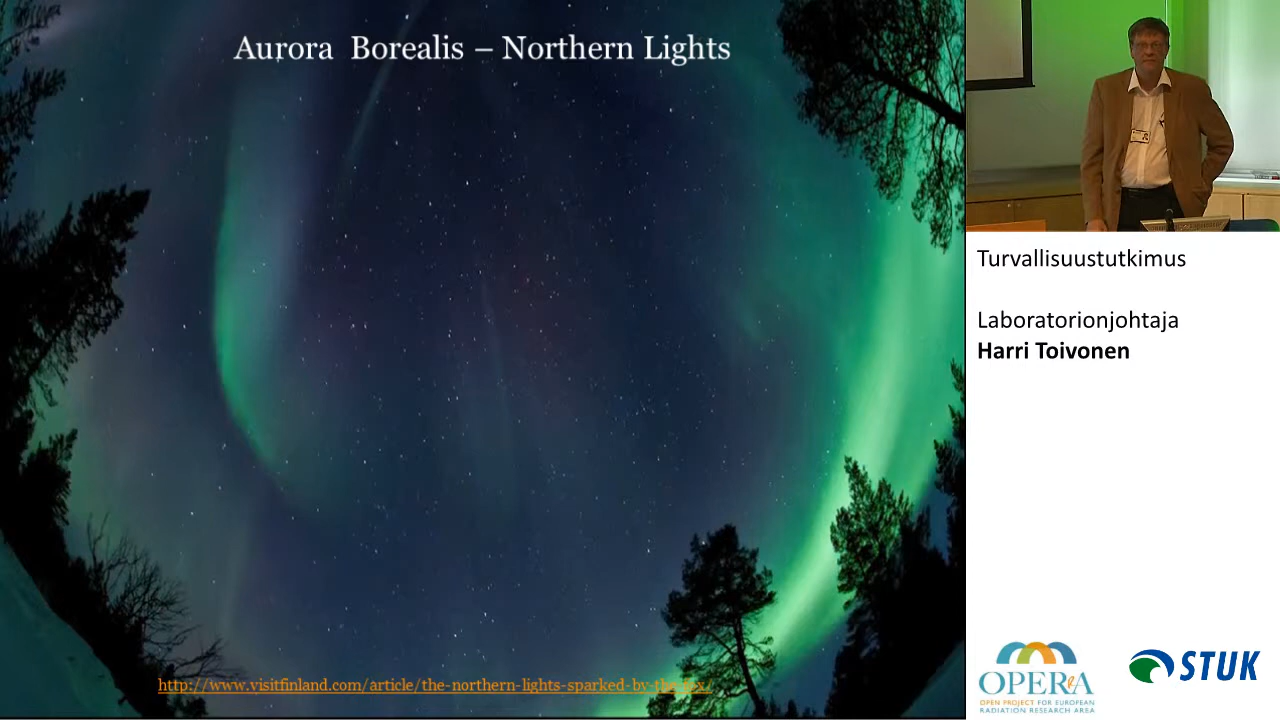 Aurora Borealis – Northern Lights
http://www.visitfinland.com/article/the-northern-lights-sparked-by-the-fox
Turvallisuustutkimus
Laboratorionjohtaja
Harri Toivonen
OPERRA
OPEN PROJECT FOR EUROPEAN
RADIATION RESEARCH AREA
STUK